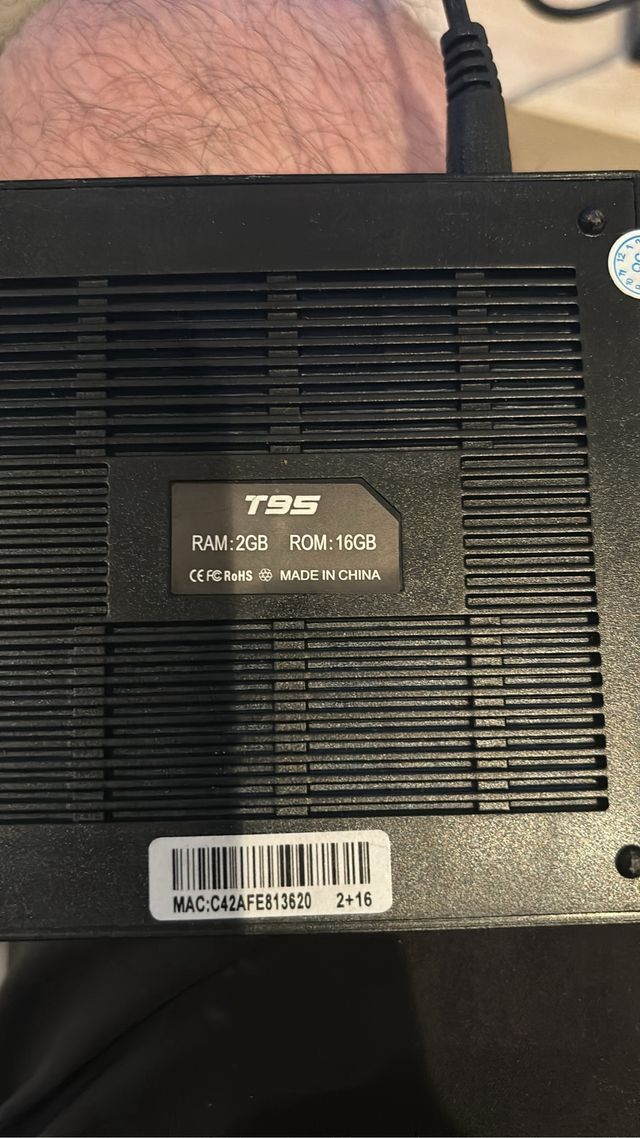 T95
RAM:2GB ROM:16GB
CE FC RoHS MADE IN CHINA
MAC:C42AFE813620 2+16